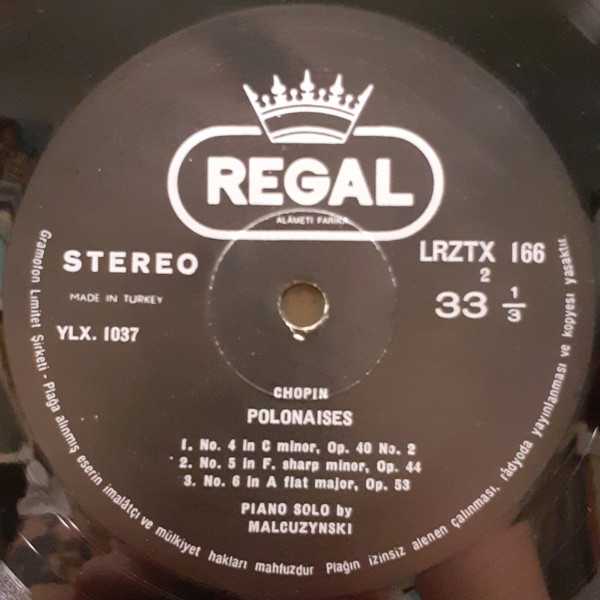 REGAL
ALÂMETİ FARİKA
STEREO
LRZTX 166
2
MADE IN TURKEY
33 1/3
YLX. 1037
CHOPIN
POLONAISES
1. No. 4 in C minor, Op. 40 No. 2
2. No. 5 in F. sharp minor, Op. 44
3. No. 6 in A flat major, Op. 53
PIANO SOLO by
MALCUZYNSKI
Gramofon Limitet Şirketi - Plağa alınmış eserin imalâtçı ve mülkiyet hakları mahfuzdur Plağın izinsiz alenen çalınması, radyoda yayınlanması ve kopyesi yasaktır.